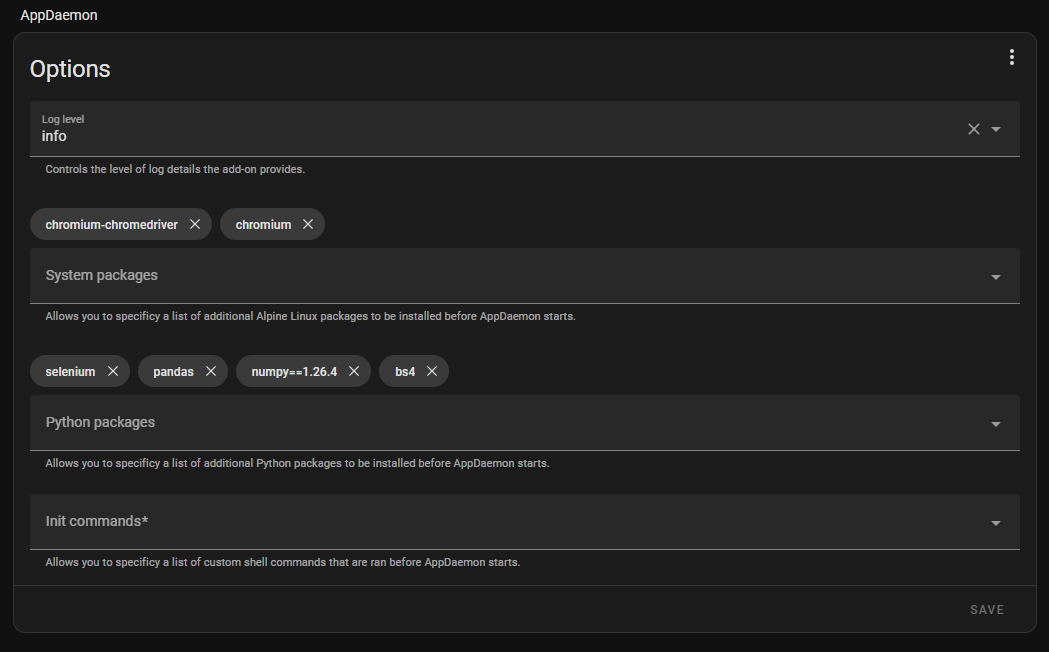 AppDaemon
Options
Log level
info
Controls the level of log details the add-on provides.
chromium-chromedriver chromium
System packages
Allows you to specificy a list of additional Alpine Linux packages to be installed before AppDaemon starts.
selenium pandas numpy==1.26.4 bs4
Python packages
Allows you to specificy a list of additional Python packages to be installed before AppDaemon starts.
Init commands*
Allows you to specificy a list of custom shell commands that are ran before AppDaemon starts.
SAVE